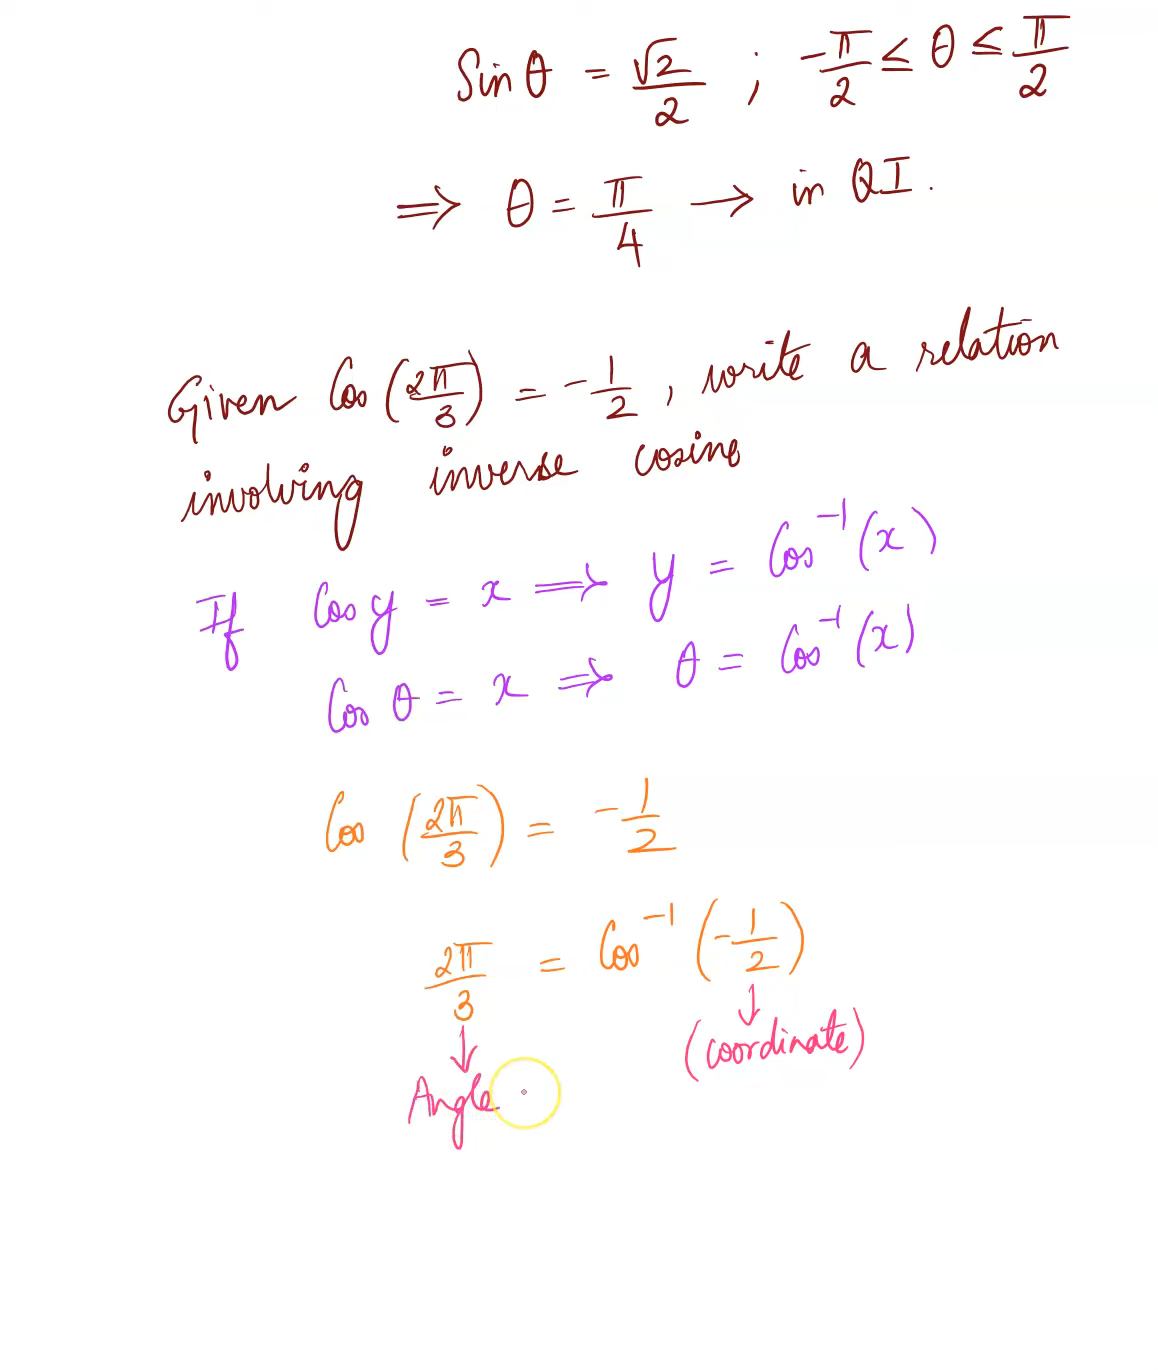 Sin θ = √2/2 ; -π/2 ≤ θ ≤ π/2
⇒ θ = π/4 → in QI.
Given Cos (2π/3) = -1/2, write a relation
involving inverse cosine
If Cos y = x ⇒ y = Cos⁻¹(x)
Cos θ = x ⇒ θ = Cos⁻¹(x)
Cos (2π/3) = -1/2
2π/3 = Cos⁻¹(-1/2)
↓ ↓
Angle (coordinate)